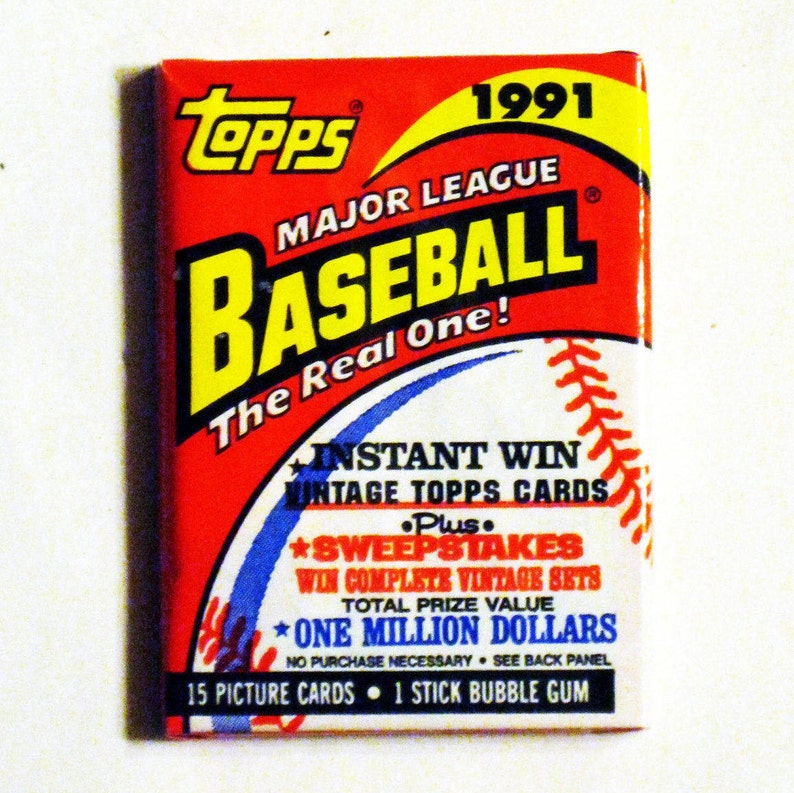 TOPPS®
1991
MAJOR LEAGUE
BASEBALL®
The Real One!
★INSTANT WIN
VINTAGE TOPPS CARDS
•Plus•
★SWEEPSTAKES
WIN COMPLETE VINTAGE SETS
TOTAL PRIZE VALUE
★ONE MILLION DOLLARS
NO PURCHASE NECESSARY • SEE BACK PANEL
15 PICTURE CARDS • 1 STICK BUBBLE GUM